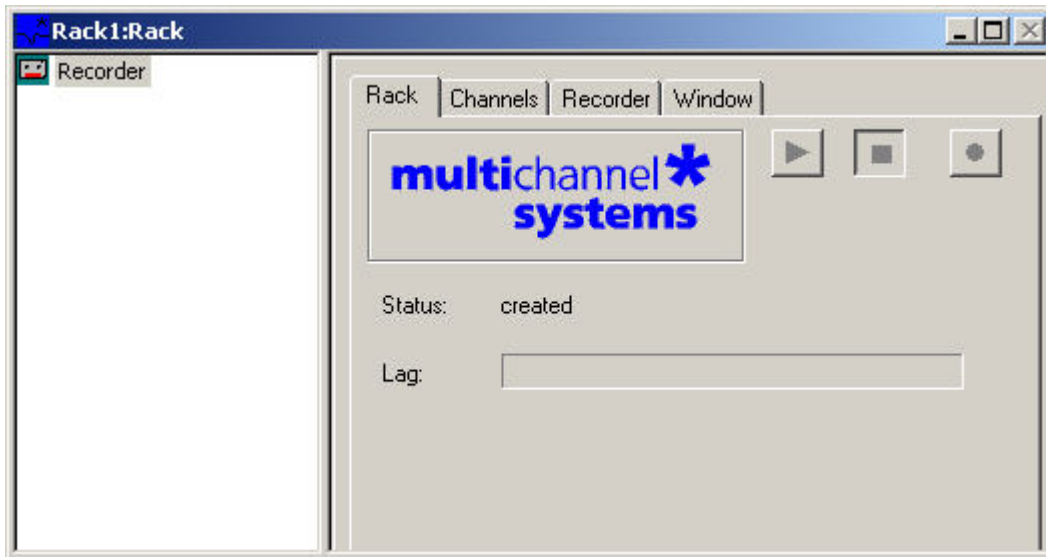 Rack1:Rack
Recorder
Rack Channels Recorder Window
multichannel*
systems
Status: created
Lag: